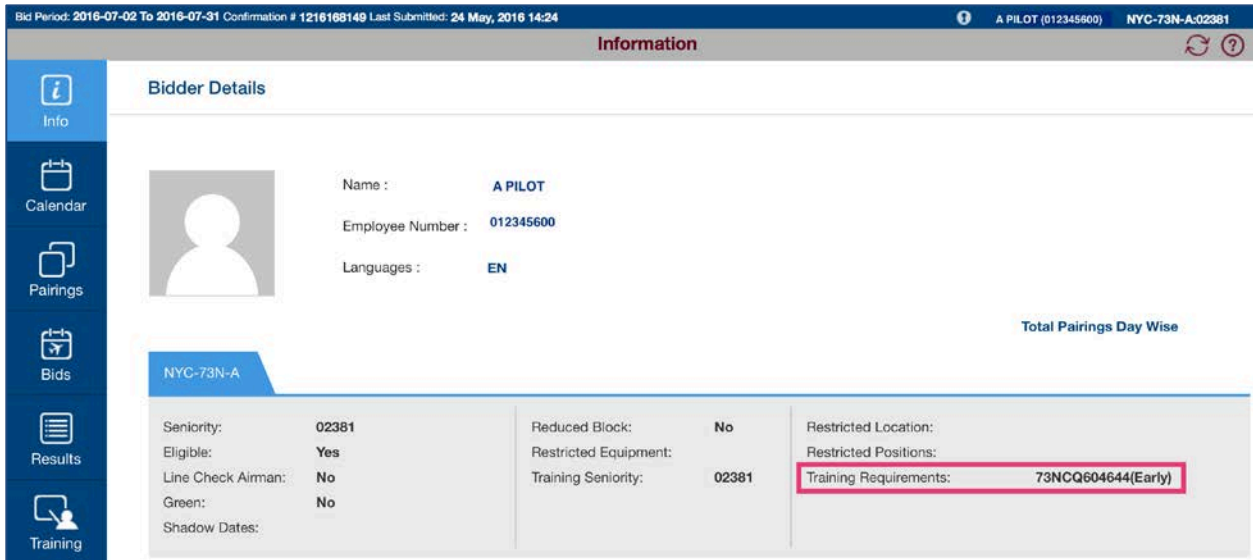 Bid Period: 2016-07-02 To 2016-07-31 Confirmation # 1216168149 Last Submitted: 24 May, 2016 14:24 A PILOT (012345600) NYC-73N-A:02381
Information
Info
Calendar
Pairings
Bids
Results
Training
Bidder Details
Name : A PILOT
Employee Number : 012345600
Languages : EN
Total Pairings Day Wise
NYC-73N-A
Seniority: 02381
Eligible: Yes
Line Check Airman: No
Green: No
Shadow Dates:
Reduced Block: No
Restricted Equipment:
Training Seniority: 02381
Restricted Location:
Restricted Positions:
Training Requirements: 73NCQ604644(Early)